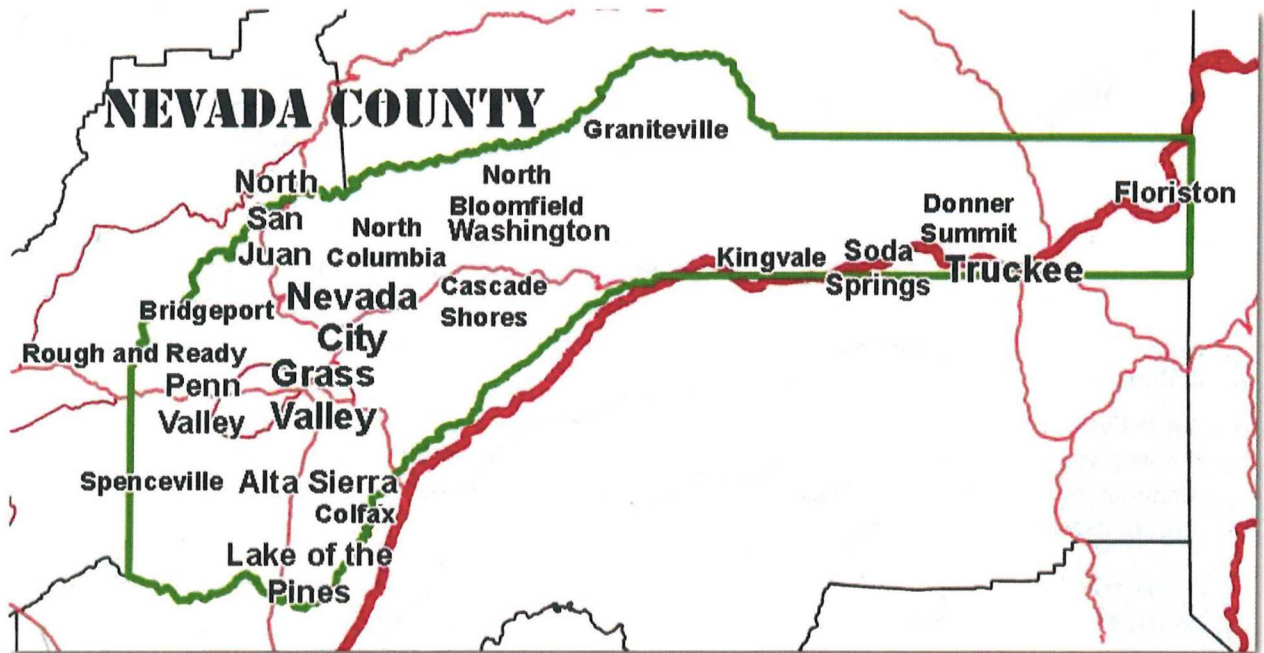 NEVADA COUNTY
Graniteville
North
San
Juan
North
Bloomfield
Washington
North
Columbia
Floriston
Donner
Summit
Kingvale
Soda
Springs
Truckee
Cascade
Shores
Nevada
City
Bridgeport
Rough and Ready
Grass
Valley
Penn
Valley
Spenceville
Alta Sierra
Colfax
Lake of the
Pines